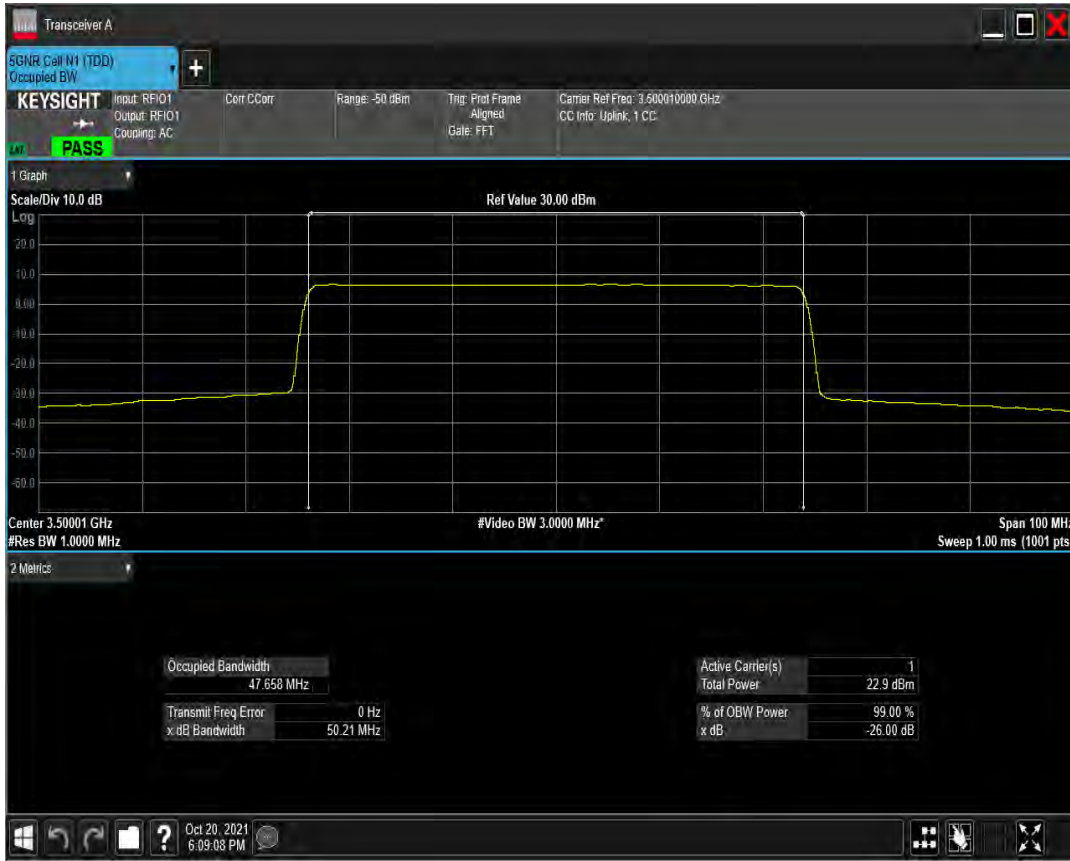 Transceiver A
5GNR Cell N1 (TDD)
Occupied BW
+
KEYSIGHT
Input: RFIO1
Output: RFIO1
Coupling: AC
Corr CCorr
Range: -50 dBm
Trig: Prot Frame
Aligned
Gate: FFT
Carrier Ref Freq: 3.500010000 GHz
CC Info: Uplink, 1 CC
PASS
1 Graph
Scale/Div 10.0 dB
Ref Value 30.00 dBm
Log
20.0
10.0
0.00
-10.0
-20.0
-30.0
-40.0
-50.0
-60.0
Center 3.50001 GHz
#Video BW 3.0000 MHz*
Span 100 MHz
#Res BW 1.0000 MHz
Sweep 1.00 ms (1001 pts
2 Metrics
Occupied Bandwidth
47.658 MHz
Transmit Freq Error 0 Hz
x dB Bandwidth 50.21 MHz
Active Carrier(s) 1
Total Power 22.9 dBm
% of OBW Power 99.00 %
x dB -26.00 dB
?
Oct 20, 2021
6:09:08 PM